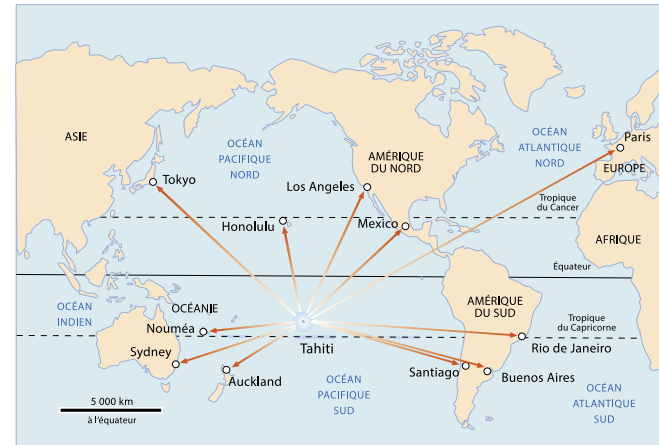 ASIE
OCÉAN
PACIFIQUE
NORD
AMÉRIQUE
DU NORD
OCÉAN
ATLANTIQUE
NORD
Paris
EUROPE
Tokyo
Los Angeles
Honolulu
Mexico
Tropique
du Cancer
AFRIQUE
Équateur
OCÉAN
INDIEN
OCÉANIE
Nouméa
AMÉRIQUE
DU SUD
Tropique
du Capricorne
Sydney
Tahiti
Rio de Janeiro
Auckland
Santiago
Buenos Aires
OCÉAN
PACIFIQUE
SUD
OCÉAN
ATLANTIQUE
SUD
5 000 km
à l'équateur